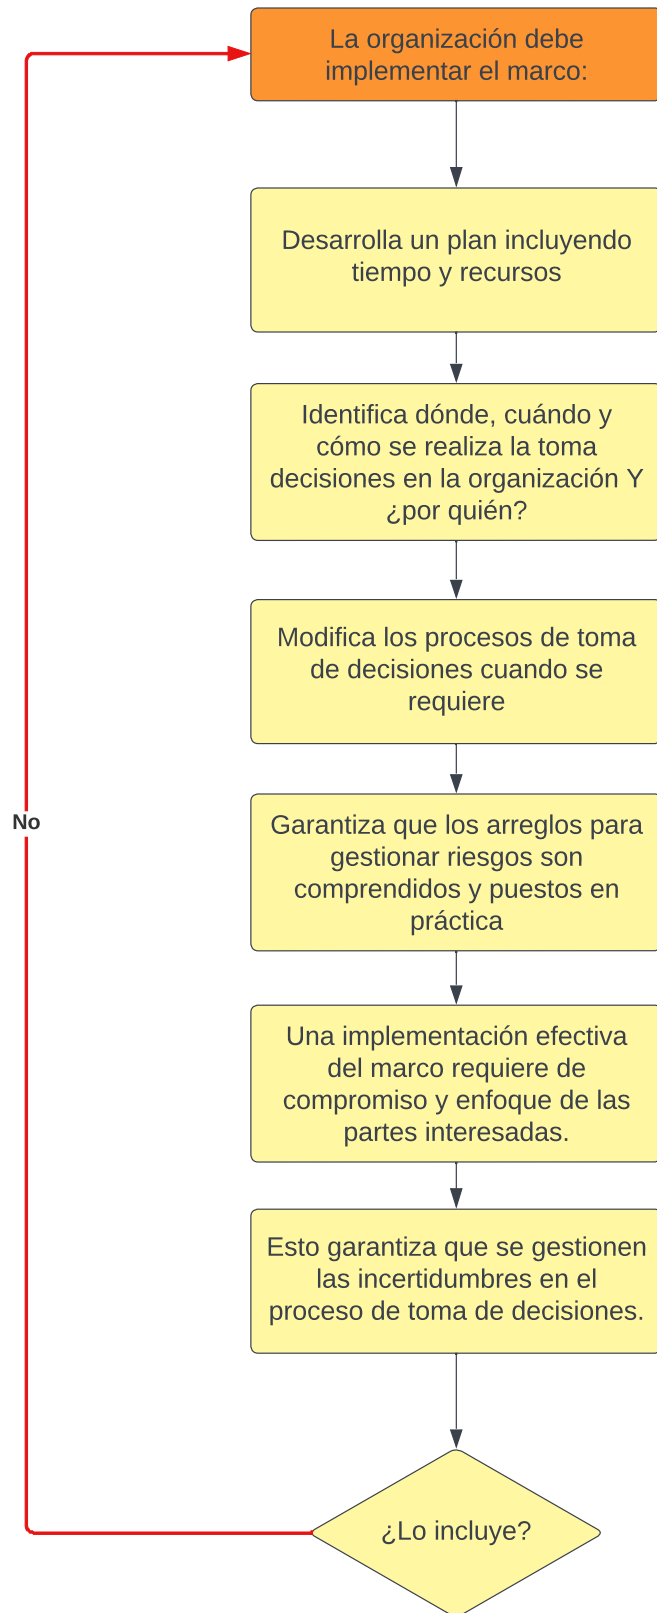 La organización debe
implementar el marco:
Desarrolla un plan incluyendo
tiempo y recursos
Identifica dónde, cuándo y
cómo se realiza la toma
decisiones en la organización Y
¿por quién?
Modifica los procesos de toma
de decisiones cuando se
requiere
No
Garantiza que los arreglos para
gestionar riesgos son
comprendidos y puestos en
práctica
Una implementación efectiva
del marco requiere de
compromiso y enfoque de las
partes interesadas.
Esto garantiza que se gestionen
las incertidumbres en el
proceso de toma de decisiones.
¿Lo incluye?